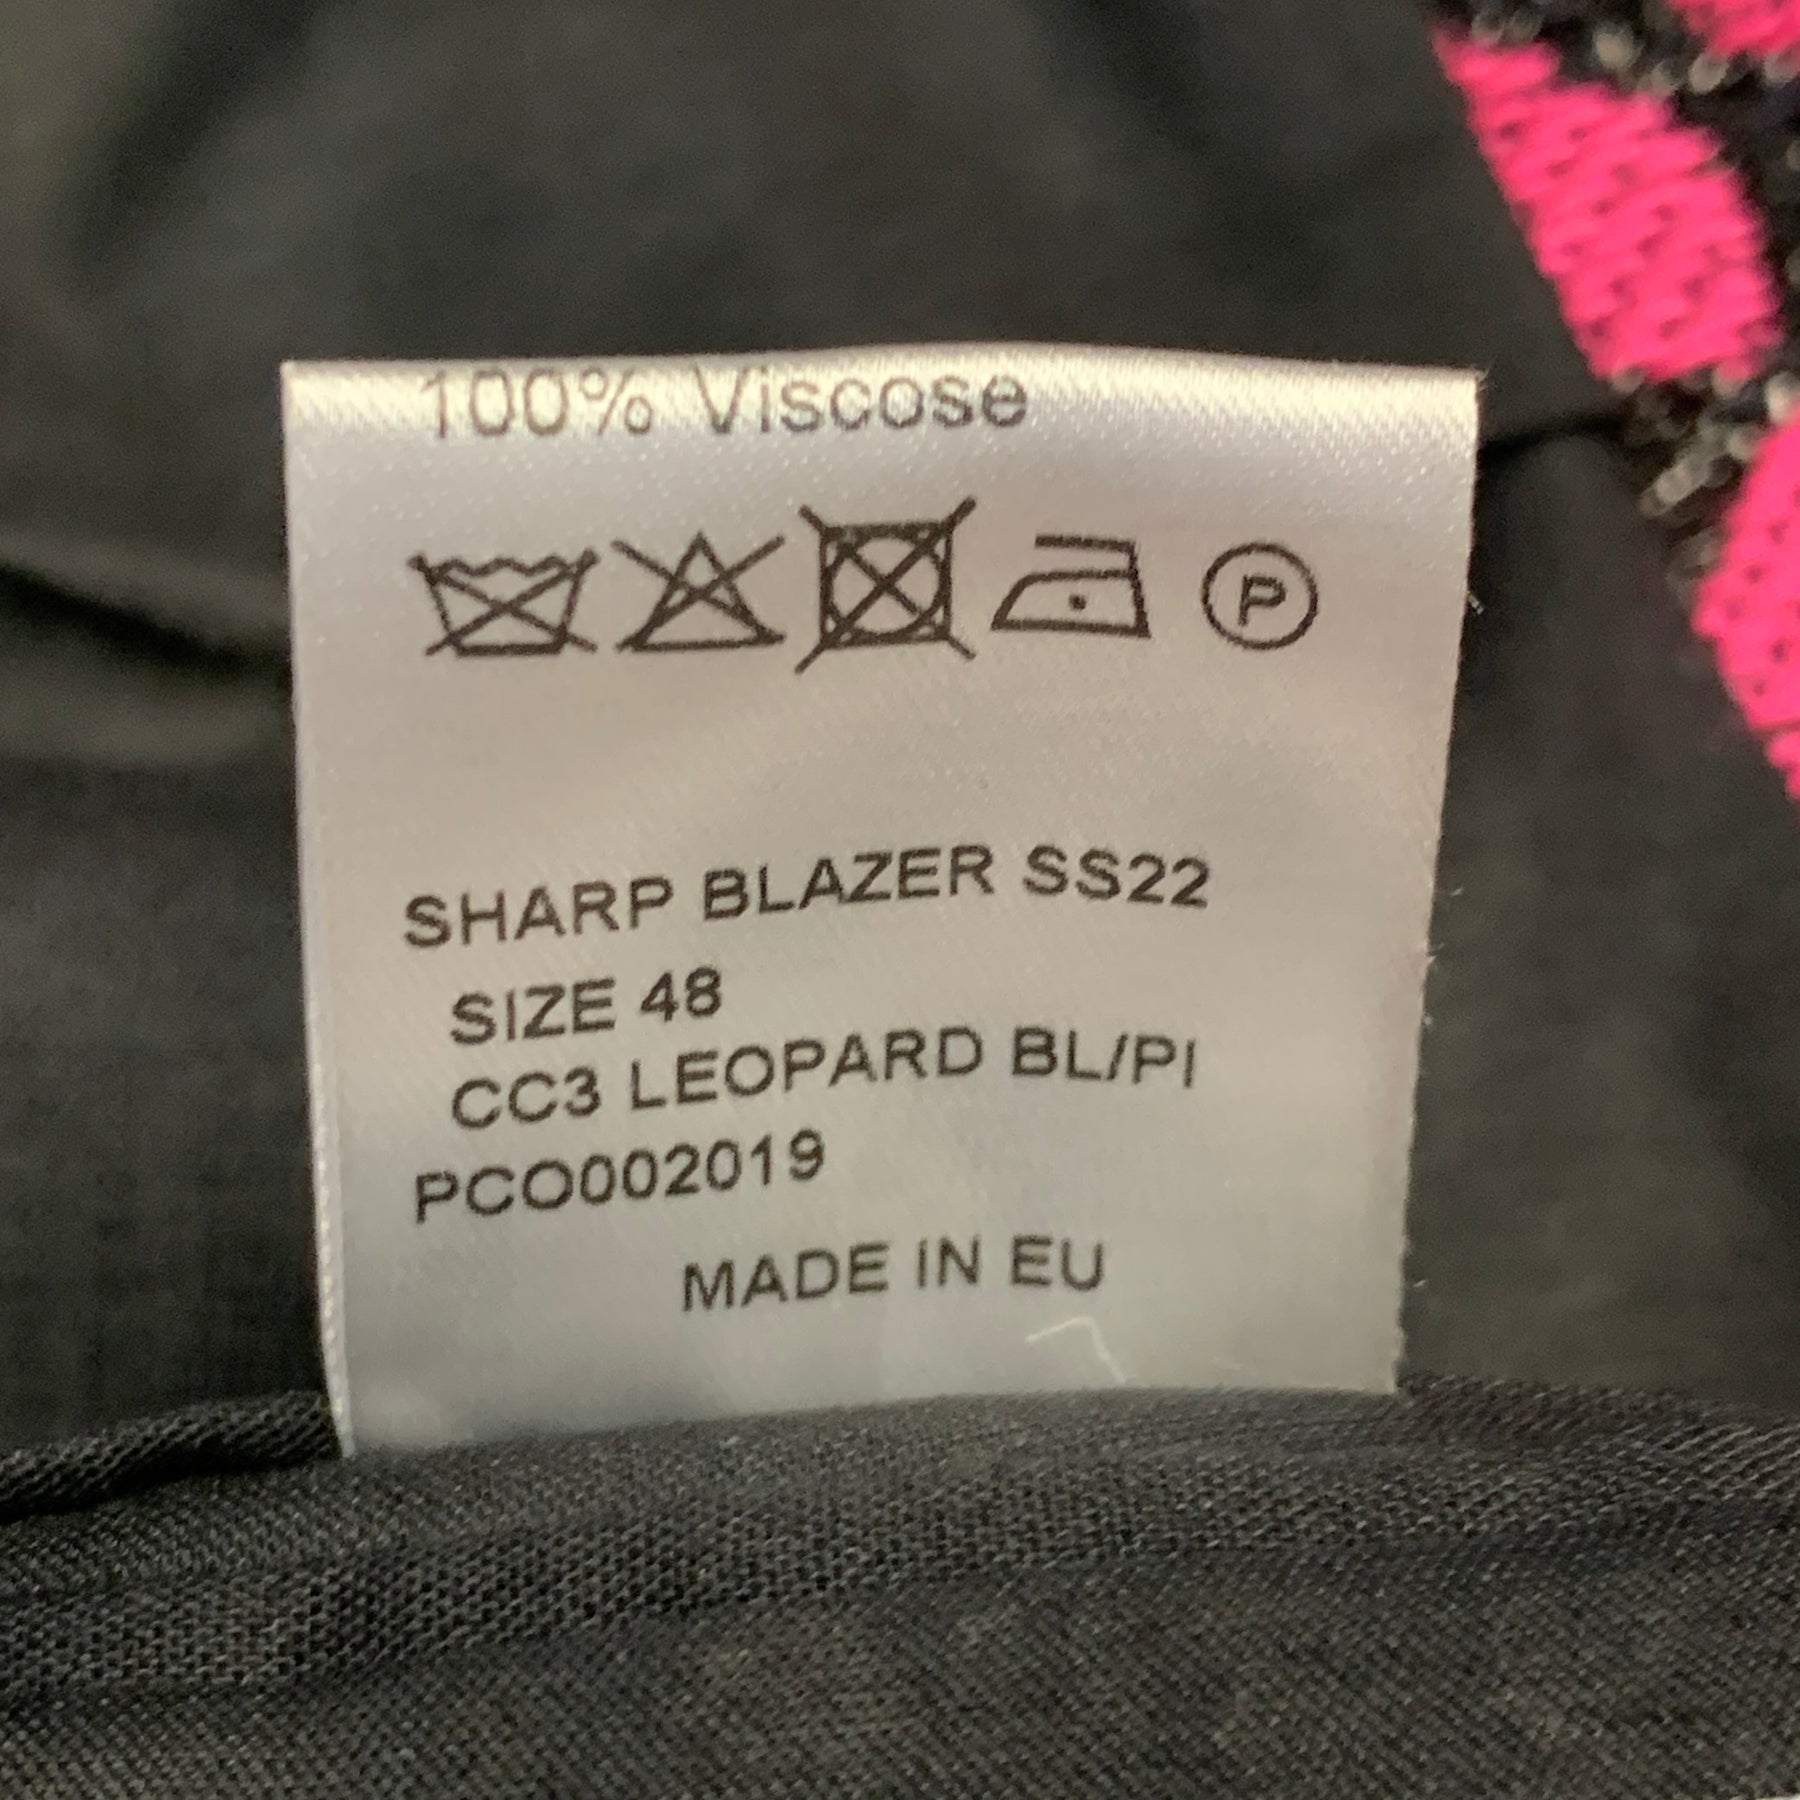 100% Viscose
P
SHARP BLAZER SS22
SIZE 48
CC3 LEOPARD BL/PI
PCO002019
MADE IN EU